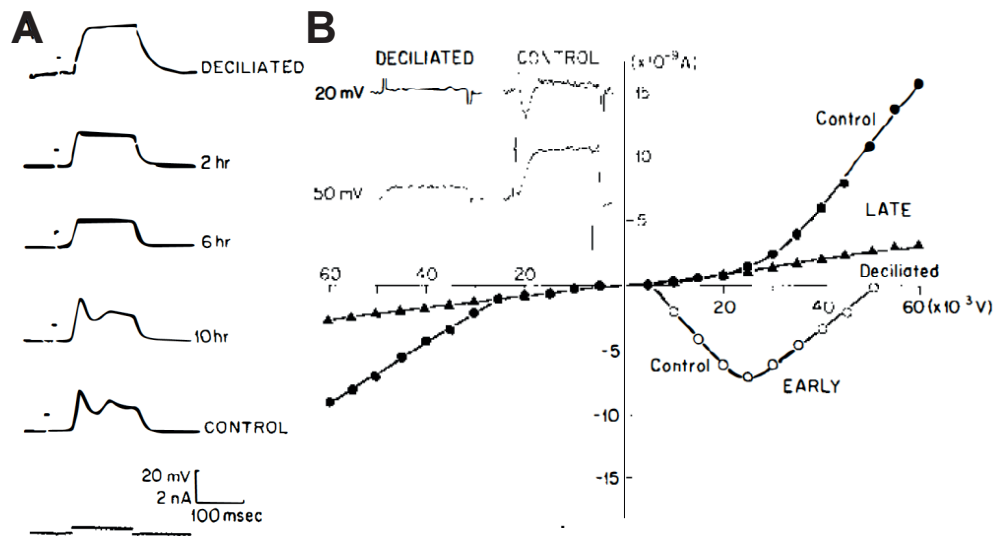 A
DECILIATED
2 hr
6 hr
10hr
CONTROL
20 mV
2 nA
100 msec
B
DECILIATED CONTROL
20 mV
50 mV
(x10⁻⁹A)
15
10
5
-5
-10
-15
60 40 20
20 40 60 (x10⁻³V)
Control
LATE
Deciliated
Control
EARLY